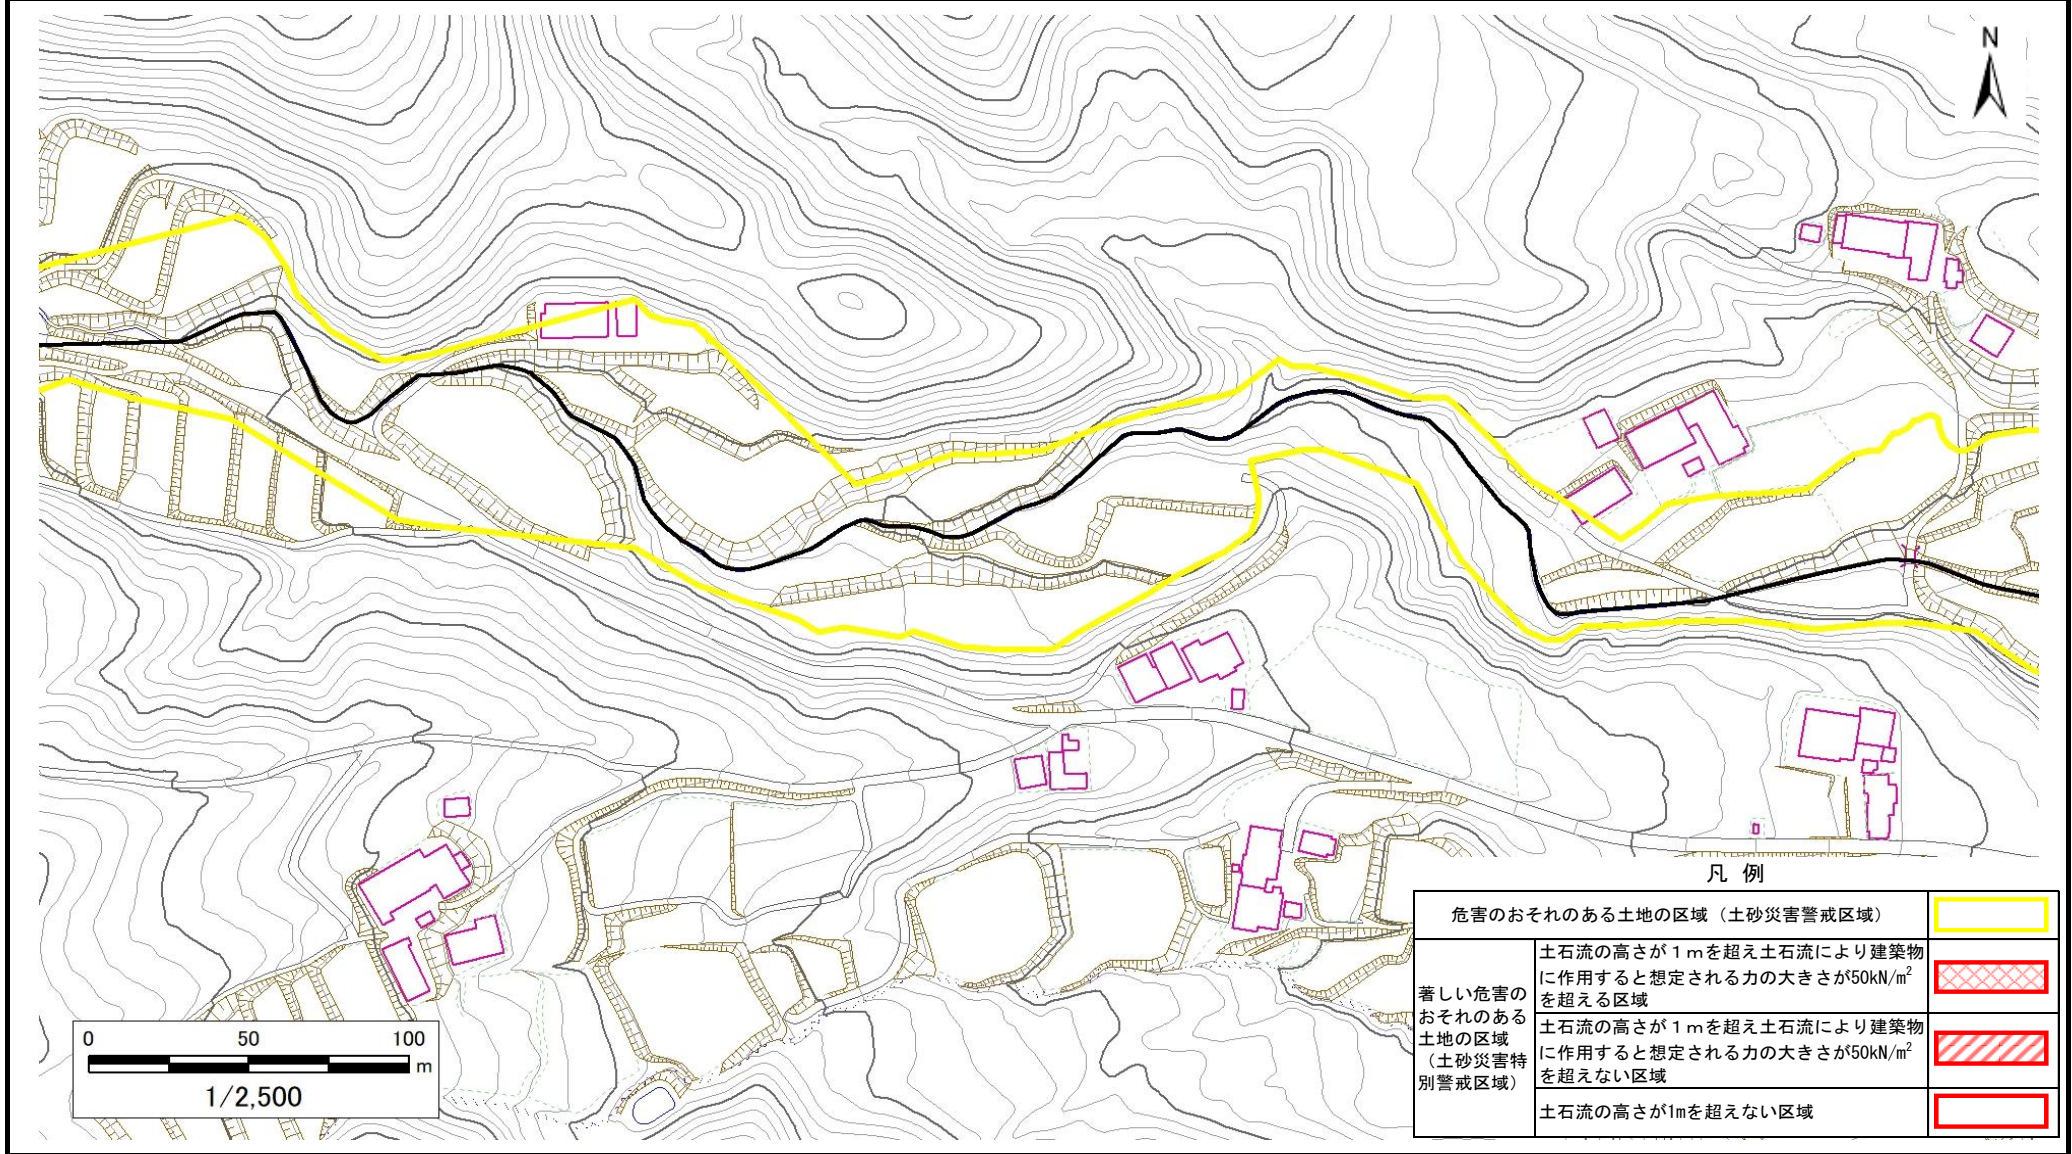 N
凡 例
危害のおそれのある土地の区域（土砂災害警戒区域）
著しい危害の
おそれのある
土地の区域
（土砂災害特
別警戒区域）
土石流の高さが１ｍを超え土石流により建築物
に作用すると想定される力の大きさが50kN/m²
を超える区域
土石流の高さが１ｍを超え土石流により建築物
に作用すると想定される力の大きさが50kN/m²
を超えない区域
土石流の高さが1mを超えない区域
0 50 100
m
1/2,500